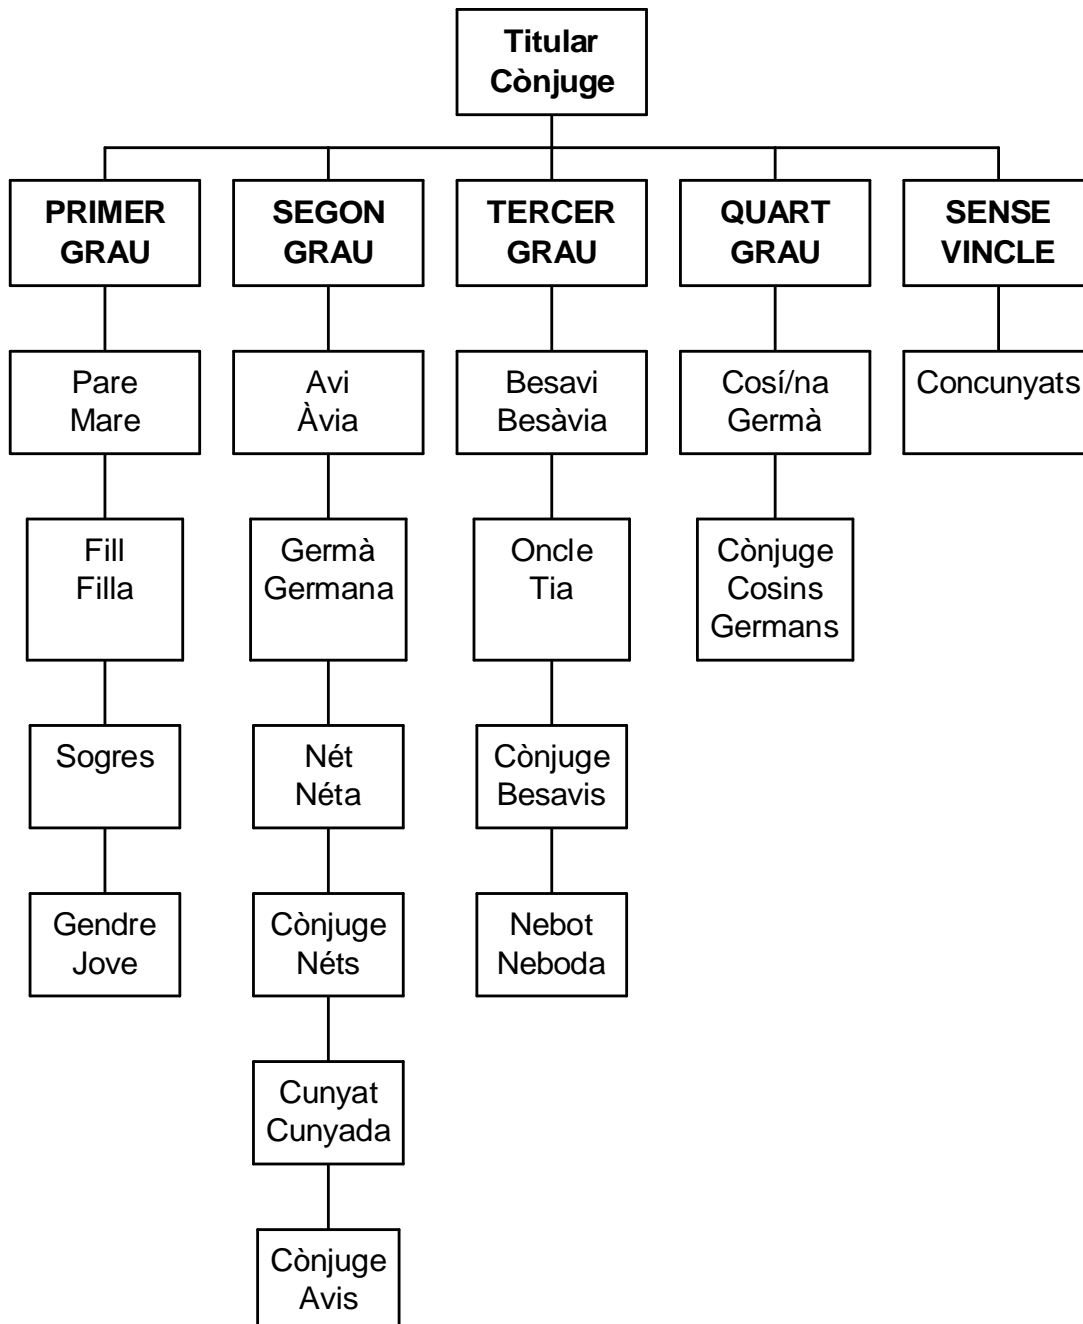 Titular
Cònjuge
PRIMER
GRAU
SEGON
GRAU
TERCER
GRAU
QUART
GRAU
SENSE
VINCLE
Pare
Mare
Avi
Àvia
Besavi
Besàvia
Cosí/na
Germà
Concunyats
Fill
Filla
Germà
Germana
Oncle
Tia
Cònjuge
Cosins
Germans
Sogres
Nét
Néta
Cònjuge
Besavis
Gendre
Jove
Cònjuge
Néts
Nebot
Neboda
Cunyat
Cunyada
Cònjuge
Avis